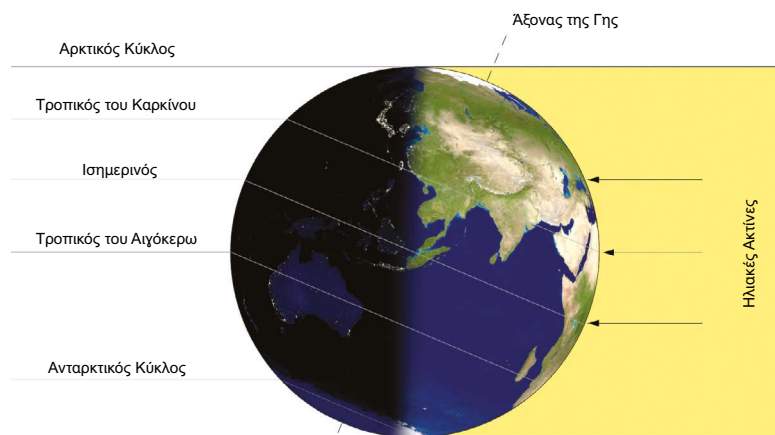 Άξονας της Γης
Αρκτικός Κύκλος
Τροπικός του Καρκίνου
Ισημερινός
Τροπικός του Αιγόκερω
Ανταρκτικός Κύκλος
Ηλιακές Ακτίνες